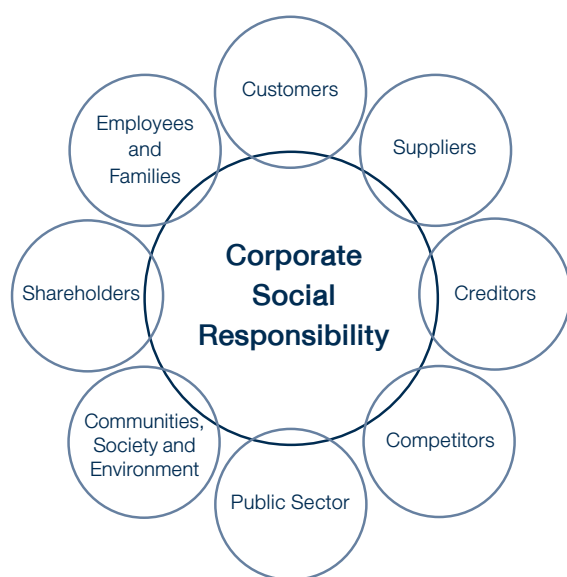 Customers
Suppliers
Creditors
Competitors
Public Sector
Communities,
Society and
Environment
Shareholders
Employees
and
Families
Corporate
Social
Responsibility